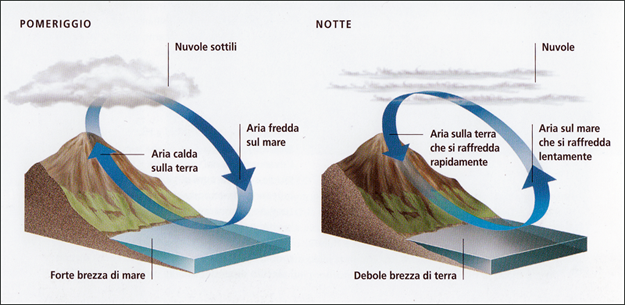 POMERIGGIO
Nuvole sottili
Aria fredda
sul mare
Aria calda
sulla terra
Forte brezza di mare
NOTTE
Nuvole
Aria sulla terra
che si raffredda
rapidamente
Aria sul mare
che si raffredda
lentamente
Debole brezza di terra